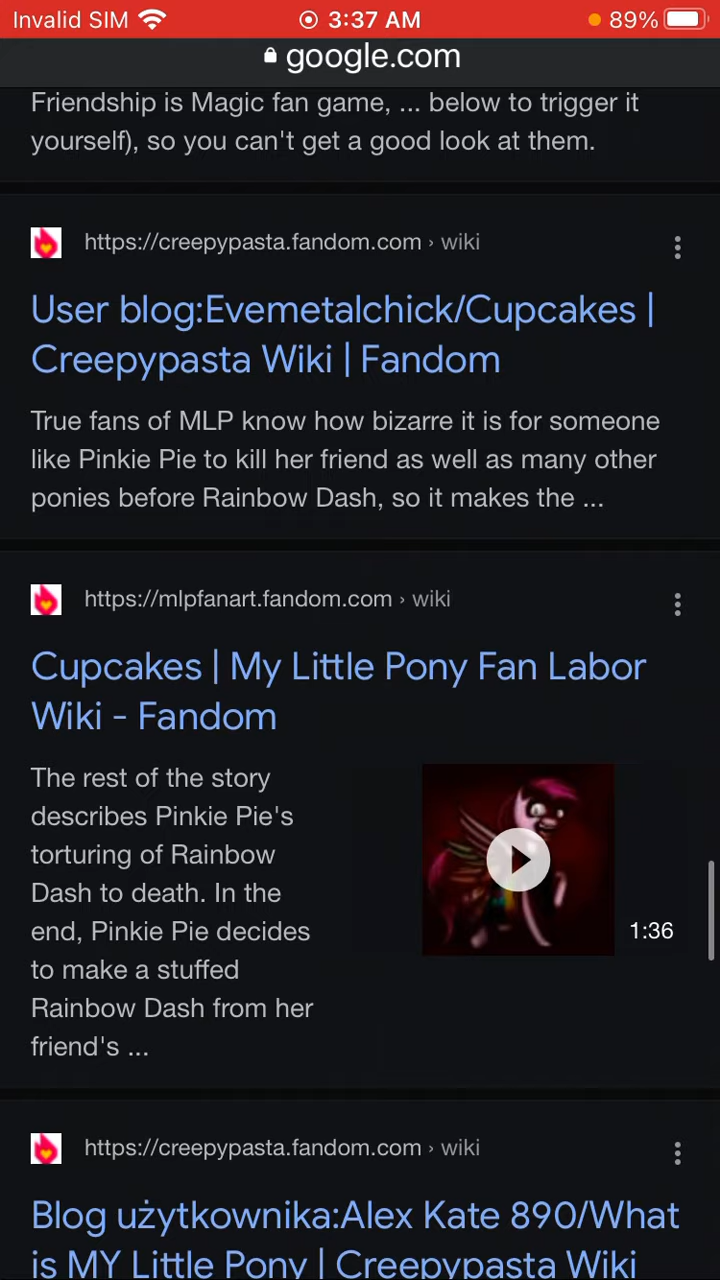 Invalid SIM 3:37 AM 89%
google.com
Friendship is Magic fan game, ... below to trigger it
yourself), so you can't get a good look at them.
https://creepypasta.fandom.com › wiki
User blog:Evemetalchick/Cupcakes |
Creepypasta Wiki | Fandom
True fans of MLP know how bizarre it is for someone
like Pinkie Pie to kill her friend as well as many other
ponies before Rainbow Dash, so it makes the ...
https://mlpfanart.fandom.com › wiki
Cupcakes | My Little Pony Fan Labor
Wiki - Fandom
The rest of the story
describes Pinkie Pie's
torturing of Rainbow
Dash to death. In the
end, Pinkie Pie decides
to make a stuffed
Rainbow Dash from her
friend's ...
1:36
https://creepypasta.fandom.com › wiki
Blog użytkownika:Alex Kate 890/What
is MY Little Pony | Creepypasta Wiki